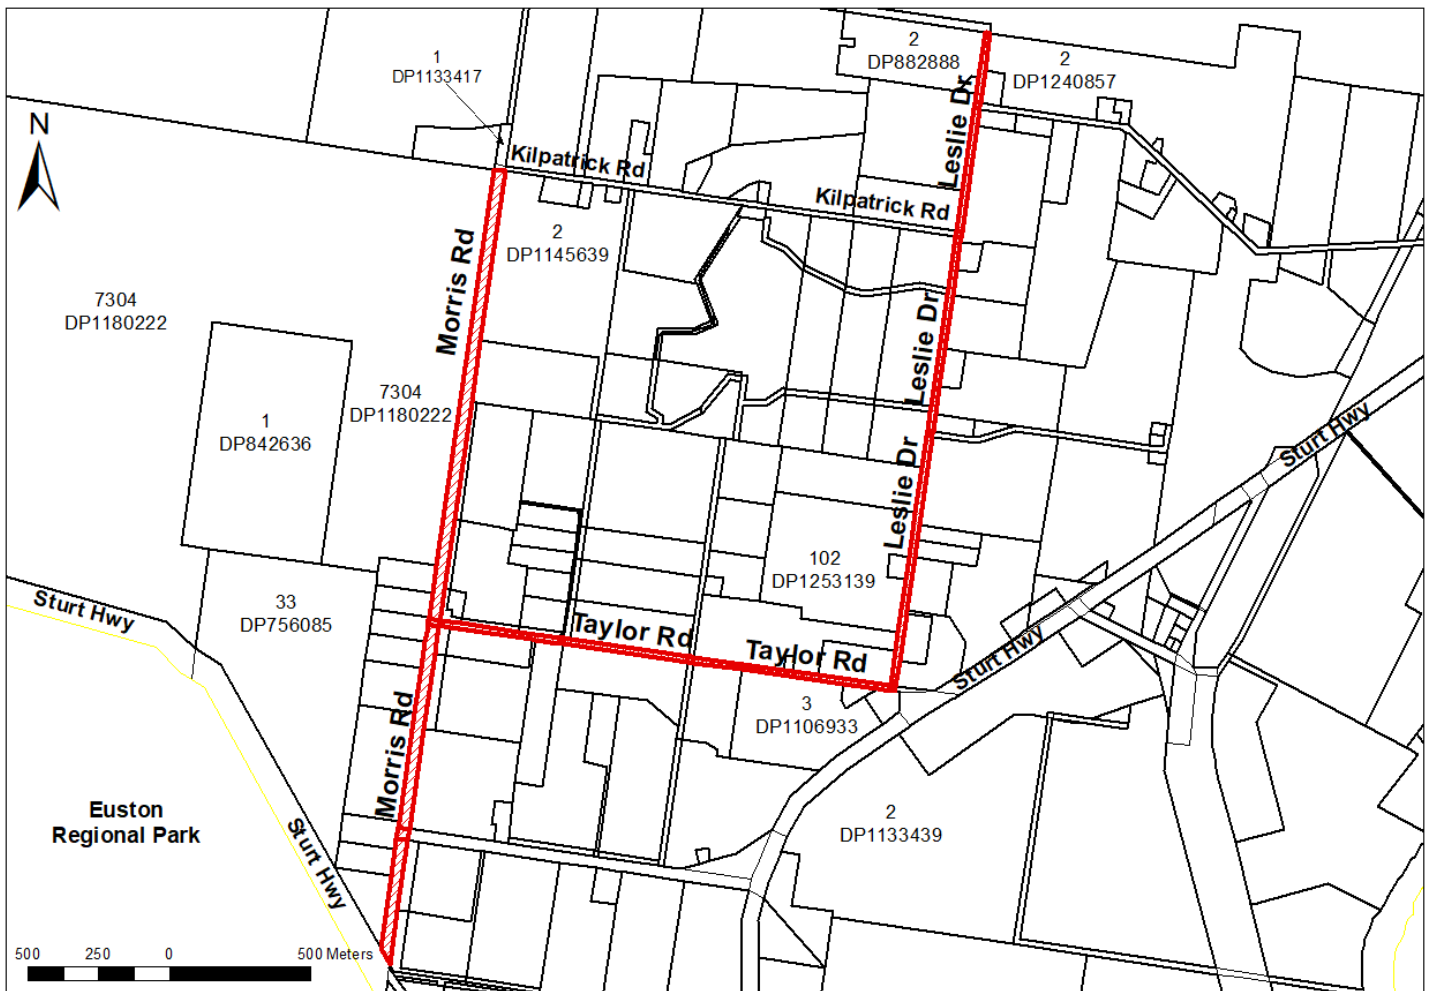 1
DP1133417
2
DP882888
2
DP1240857
N
Kilpatrick Rd
Leslie Dr
Kilpatrick Rd
2
DP1145639
Morris Rd
7304
DP1180222
Leslie Dr
7304
DP1180222
1
DP842636
Sturt Hwy
Leslie Dr
102
DP1253139
33
DP756085
Sturt Hwy
Taylor Rd
Taylor Rd
Sturt Hwy
3
DP1106933
Morris Rd
2
DP1133439
Euston
Regional Park
Sturt Hwy
500 250 0 500 Meters